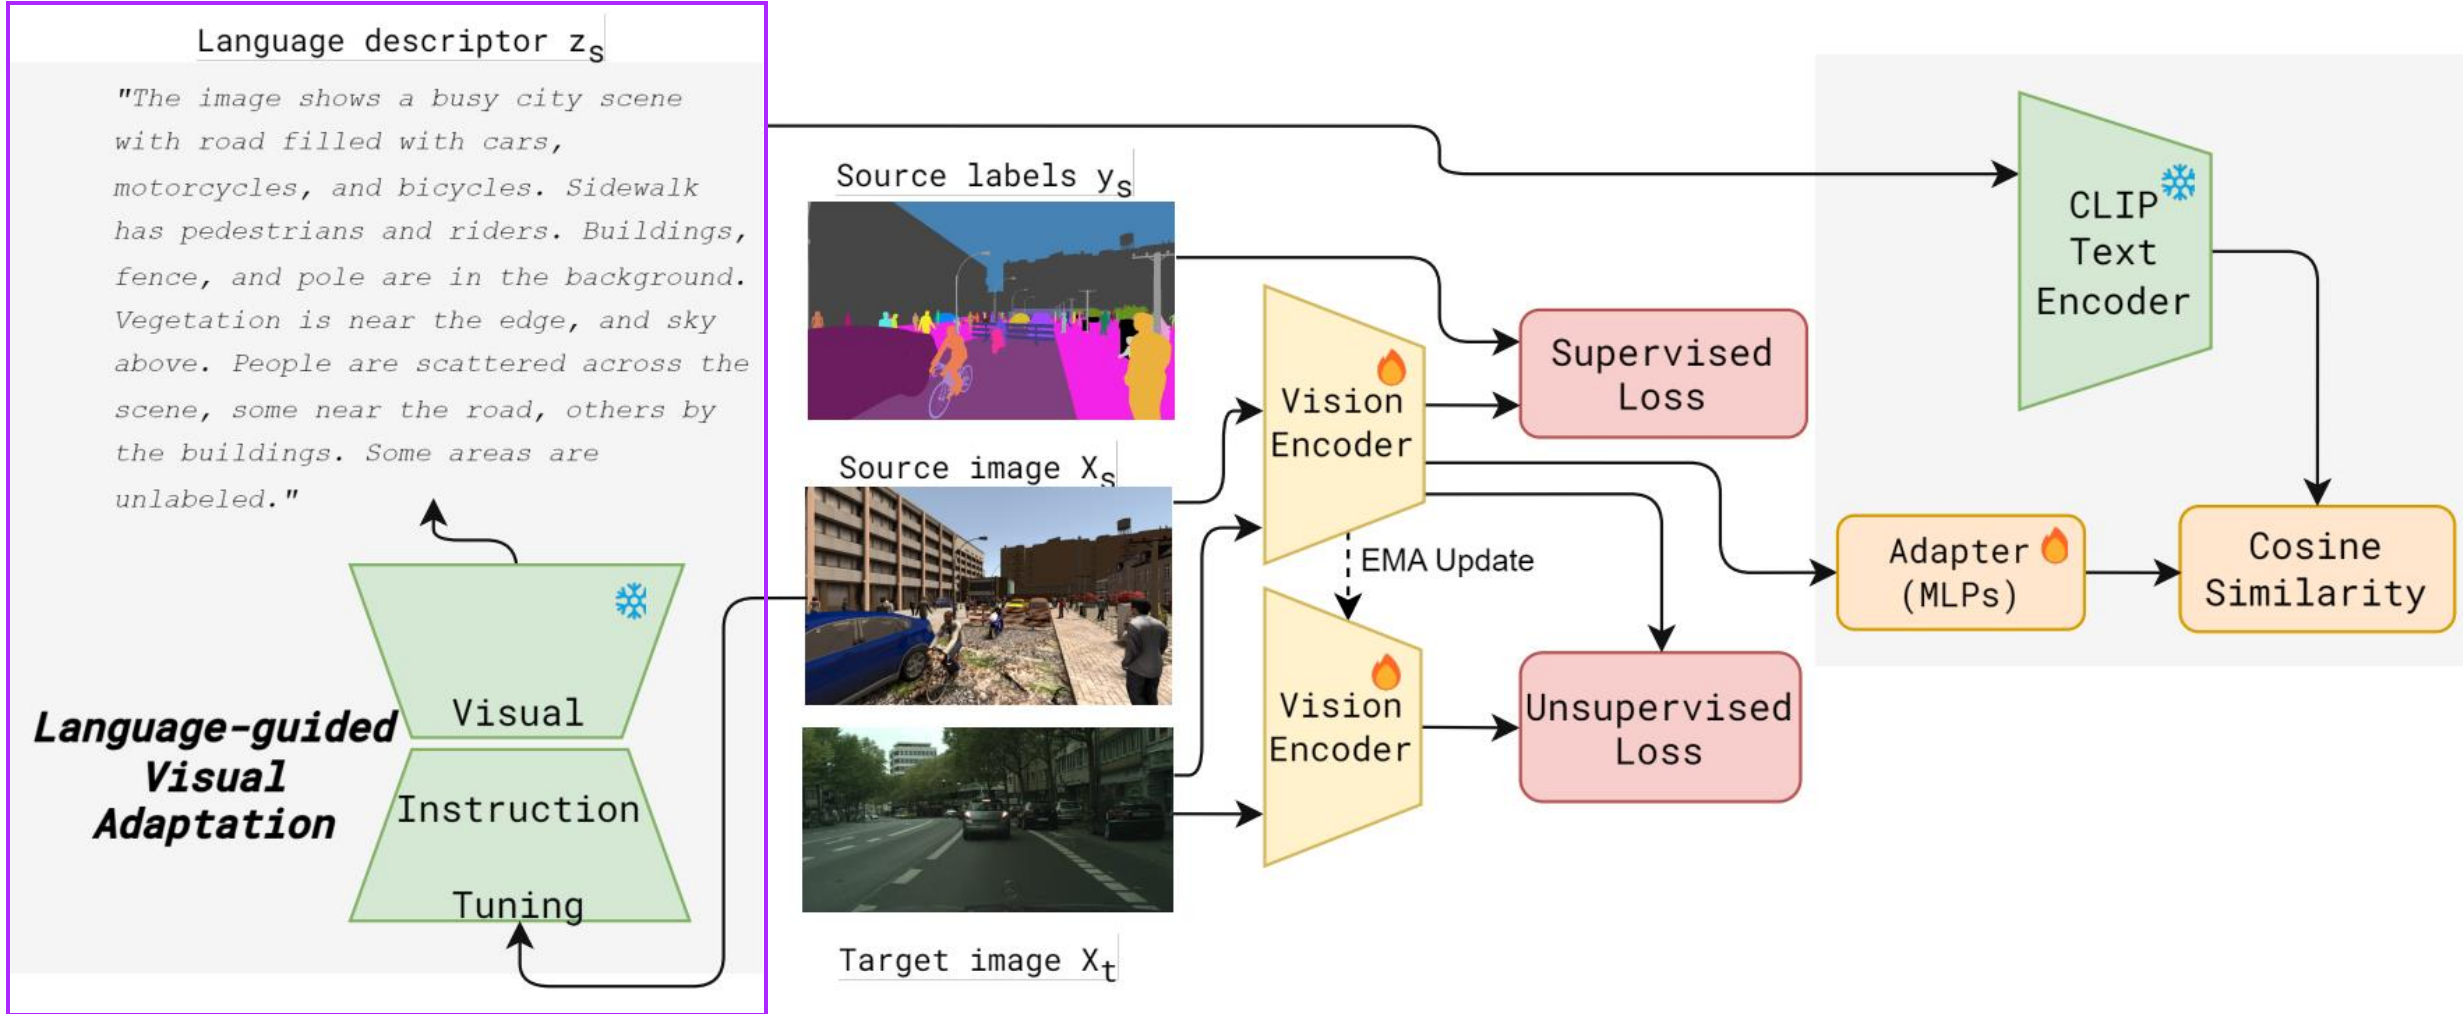 Language descriptor zs
"The image shows a busy city scene
with road filled with cars,
motorcycles, and bicycles. Sidewalk
has pedestrians and riders. Buildings,
fence, and pole are in the background.
Vegetation is near the edge, and sky
above. People are scattered across the
scene, some near the road, others by
the buildings. Some areas are
unlabeled."
Language-guided
Visual
Adaptation
Visual
Instruction
Tuning
Source labels ys
Source image Xs
Target image Xt
Vision
Encoder
EMA Update
Vision
Encoder
Supervised
Loss
Unsupervised
Loss
CLIP
Text
Encoder
Adapter
(MLPs)
Cosine
Similarity